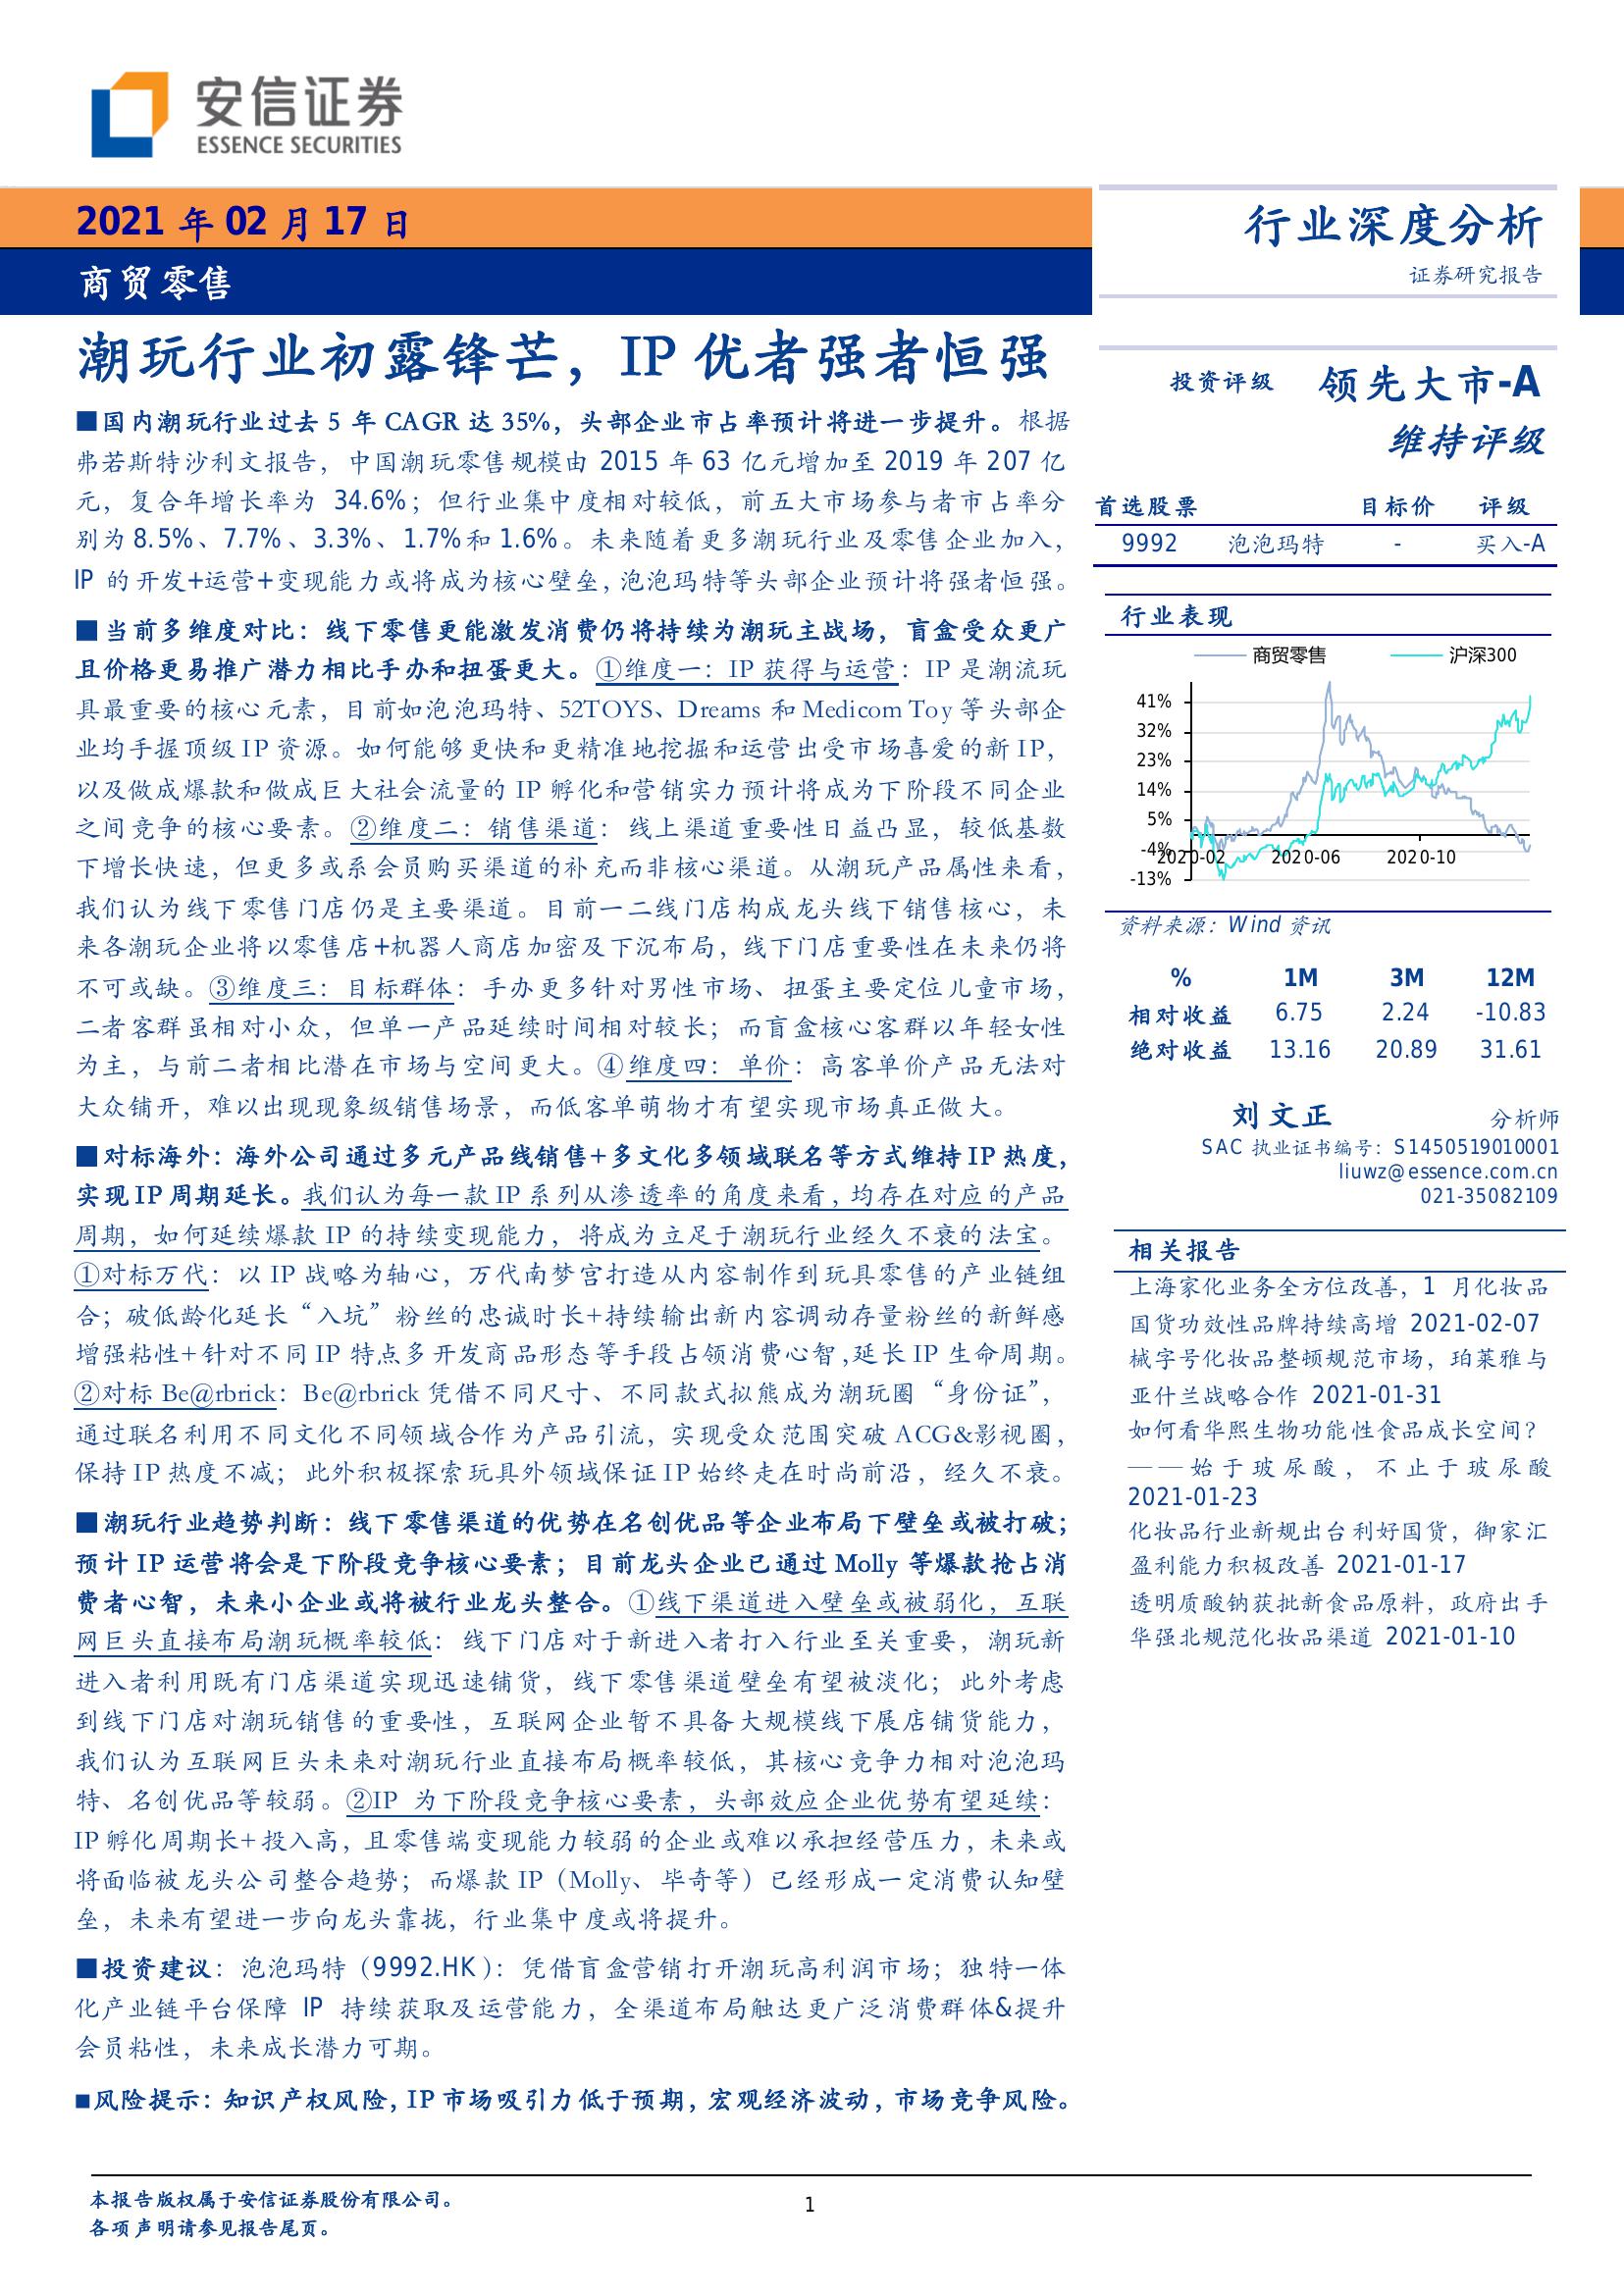 安信证券
ESSENCE SECURITIES
2021 年 02 月 17 日
商贸零售
行业深度分析
证券研究报告
潮玩行业初露锋芒，IP 优者强者恒强
■国内潮玩行业过去 5 年 CAGR 达 35%，头部企业市占率预计将进一步提升。根据
弗若斯特沙利文报告，中国潮玩零售规模由 2015 年 63 亿元增加至 2019 年 207 亿
元，复合年增长率为 34.6%；但行业集中度相对较低，前五大市场参与者市占率分
别为 8.5%、7.7%、3.3%、1.7%和 1.6%。未来随着更多潮玩行业及零售企业加入，
IP 的开发+运营+变现能力或将成为核心壁垒，泡泡玛特等头部企业预计将强者恒强。
■当前多维度对比：线下零售更能激发消费仍将持续为潮玩主战场，盲盒受众更广
且价格更易推广潜力相比手办和扭蛋更大。①维度一：IP 获得与运营：IP 是潮流玩
具最重要的核心元素，目前如泡泡玛特、52TOYS、Dreams 和 Medicom Toy 等头部企
业均手握顶级 IP 资源。如何能够更快和更精准地挖掘和运营出受市场喜爱的新 IP，
以及做成爆款和做成巨大社会流量的 IP 孵化和营销实力预计将成为下阶段不同企业
之间竞争的核心要素。②维度二：销售渠道：线上渠道重要性日益凸显，较低基数
下增长快速，但更多或系会员购买渠道的补充而非核心渠道。从潮玩产品属性来看，
我们认为线下零售门店仍是主要渠道。目前一二线门店构成龙头线下销售核心，未
来各潮玩企业将以零售店+机器人商店加密及下沉布局，线下门店重要性在未来仍将
不可或缺。③维度三：目标群体：手办更多针对男性市场、扭蛋主要定位儿童市场，
二者客群虽相对小众，但单一产品延续时间相对较长；而盲盒核心客群以年轻女性
为主，与前二者相比潜在市场与空间更大。④维度四：单价：高客单价产品无法对
大众铺开，难以出现现象级销售场景，而低客单萌物才有望实现市场真正做大。
■对标海外：海外公司通过多元产品线销售+多文化多领域联名等方式维持 IP 热度，
实现 IP 周期延长。我们认为每一款 IP 系列从渗透率的角度来看，均存在对应的产品
周期，如何延续爆款 IP 的持续变现能力，将成为立足于潮玩行业经久不衰的法宝。
①对标万代：以 IP 战略为轴心，万代南梦宫打造从内容制作到玩具零售的产业链组
合；破低龄化延长“入坑”粉丝的忠诚时长+持续输出新内容调动存量粉丝的新鲜感
增强粘性+针对不同 IP 特点多开发商品形态等手段占领消费心智,延长 IP 生命周期。
②对标 Be@rbrick：Be@rbrick 凭借不同尺寸、不同款式拟熊成为潮玩圈“身份证”，
通过联名利用不同文化不同领域合作为产品引流，实现受众范围突破 ACG&影视圈，
保持 IP 热度不减；此外积极探索玩具外领域保证 IP 始终走在时尚前沿，经久不衰。
■潮玩行业趋势判断：线下零售渠道的优势在名创优品等企业布局下壁垒或被打破；
预计 IP 运营将会是下阶段竞争核心要素；目前龙头企业已通过 Molly 等爆款抢占消
费者心智，未来小企业或将被行业龙头整合。①线下渠道进入壁垒或被弱化，互联
网巨头直接布局潮玩概率较低：线下门店对于新进入者打入行业至关重要，潮玩新
进入者利用既有门店渠道实现迅速铺货，线下零售渠道壁垒有望被淡化；此外考虑
到线下门店对潮玩销售的重要性，互联网企业暂不具备大规模线下展店铺货能力，
我们认为互联网巨头未来对潮玩行业直接布局概率较低，其核心竞争力相对泡泡玛
特、名创优品等较弱。②IP 为下阶段竞争核心要素，头部效应企业优势有望延续：
IP 孵化周期长+投入高，且零售端变现能力较弱的企业或难以承担经营压力，未来或
将面临被龙头公司整合趋势；而爆款 IP（Molly、毕奇等）已经形成一定消费认知壁
垒，未来有望进一步向龙头靠拢，行业集中度或将提升。
■投资建议：泡泡玛特（9992.HK）：凭借盲盒营销打开潮玩高利润市场；独特一体
化产业链平台保障 IP 持续获取及运营能力，全渠道布局触达更广泛消费群体&提升
会员粘性，未来成长潜力可期。
■风险提示：知识产权风险，IP 市场吸引力低于预期，宏观经济波动，市场竞争风险。
投资评级 领先大市-A
维持评级
首选股票 目标价 评级
9992 泡泡玛特 - 买入-A
行业表现
商贸零售 沪深300
41%
32%
23%
14%
5%
-4%
-13%
2020-02 2020-06 2020-10
资料来源：Wind 资讯
% 1M 3M 12M
相对收益 6.75 2.24 -10.83
绝对收益 13.16 20.89 31.61
刘文正 分析师
SAC 执业证书编号：S1450519010001
liuwz@essence.com.cn
021-35082109
相关报告
上海家化业务全方位改善，1 月化妆品
国货功效性品牌持续高增 2021-02-07
械字号化妆品整顿规范市场，珀莱雅与
亚什兰战略合作 2021-01-31
如何看华熙生物功能性食品成长空间？
——始于玻尿酸，不止于玻尿酸
2021-01-23
化妆品行业新规出台利好国货，御家汇
盈利能力积极改善 2021-01-17
透明质酸钠获批新食品原料，政府出手
华强北规范化妆品渠道 2021-01-10
本报告版权属于安信证券股份有限公司。
各项声明请参见报告尾页。
1